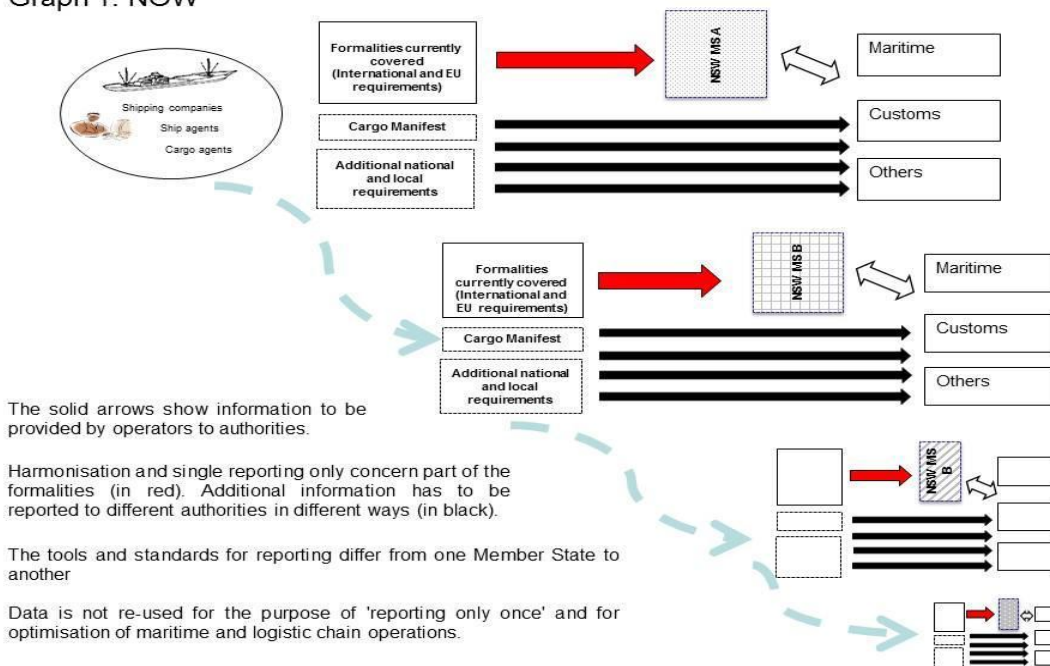 Graph 1: NOW
Shipping companies
Ship agents
Cargo agents
Formalities currently
covered
(International and EU
requirements)
Cargo Manifest
Additional national
and local
requirements
NSW MS A
Maritime
Customs
Others
Formalities
currently covered
(International and
EU requirements)
Cargo Manifest
Additional national
and local
requirements
NSW MS B
Maritime
Customs
Others
NSW MS
B
The solid arrows show information to be
provided by operators to authorities.
Harmonisation and single reporting only concern part of the
formalities (in red). Additional information has to be
reported to different authorities in different ways (in black).
The tools and standards for reporting differ from one Member State to
another
Data is not re-used for the purpose of 'reporting only once' and for
optimisation of maritime and logistic chain operations.